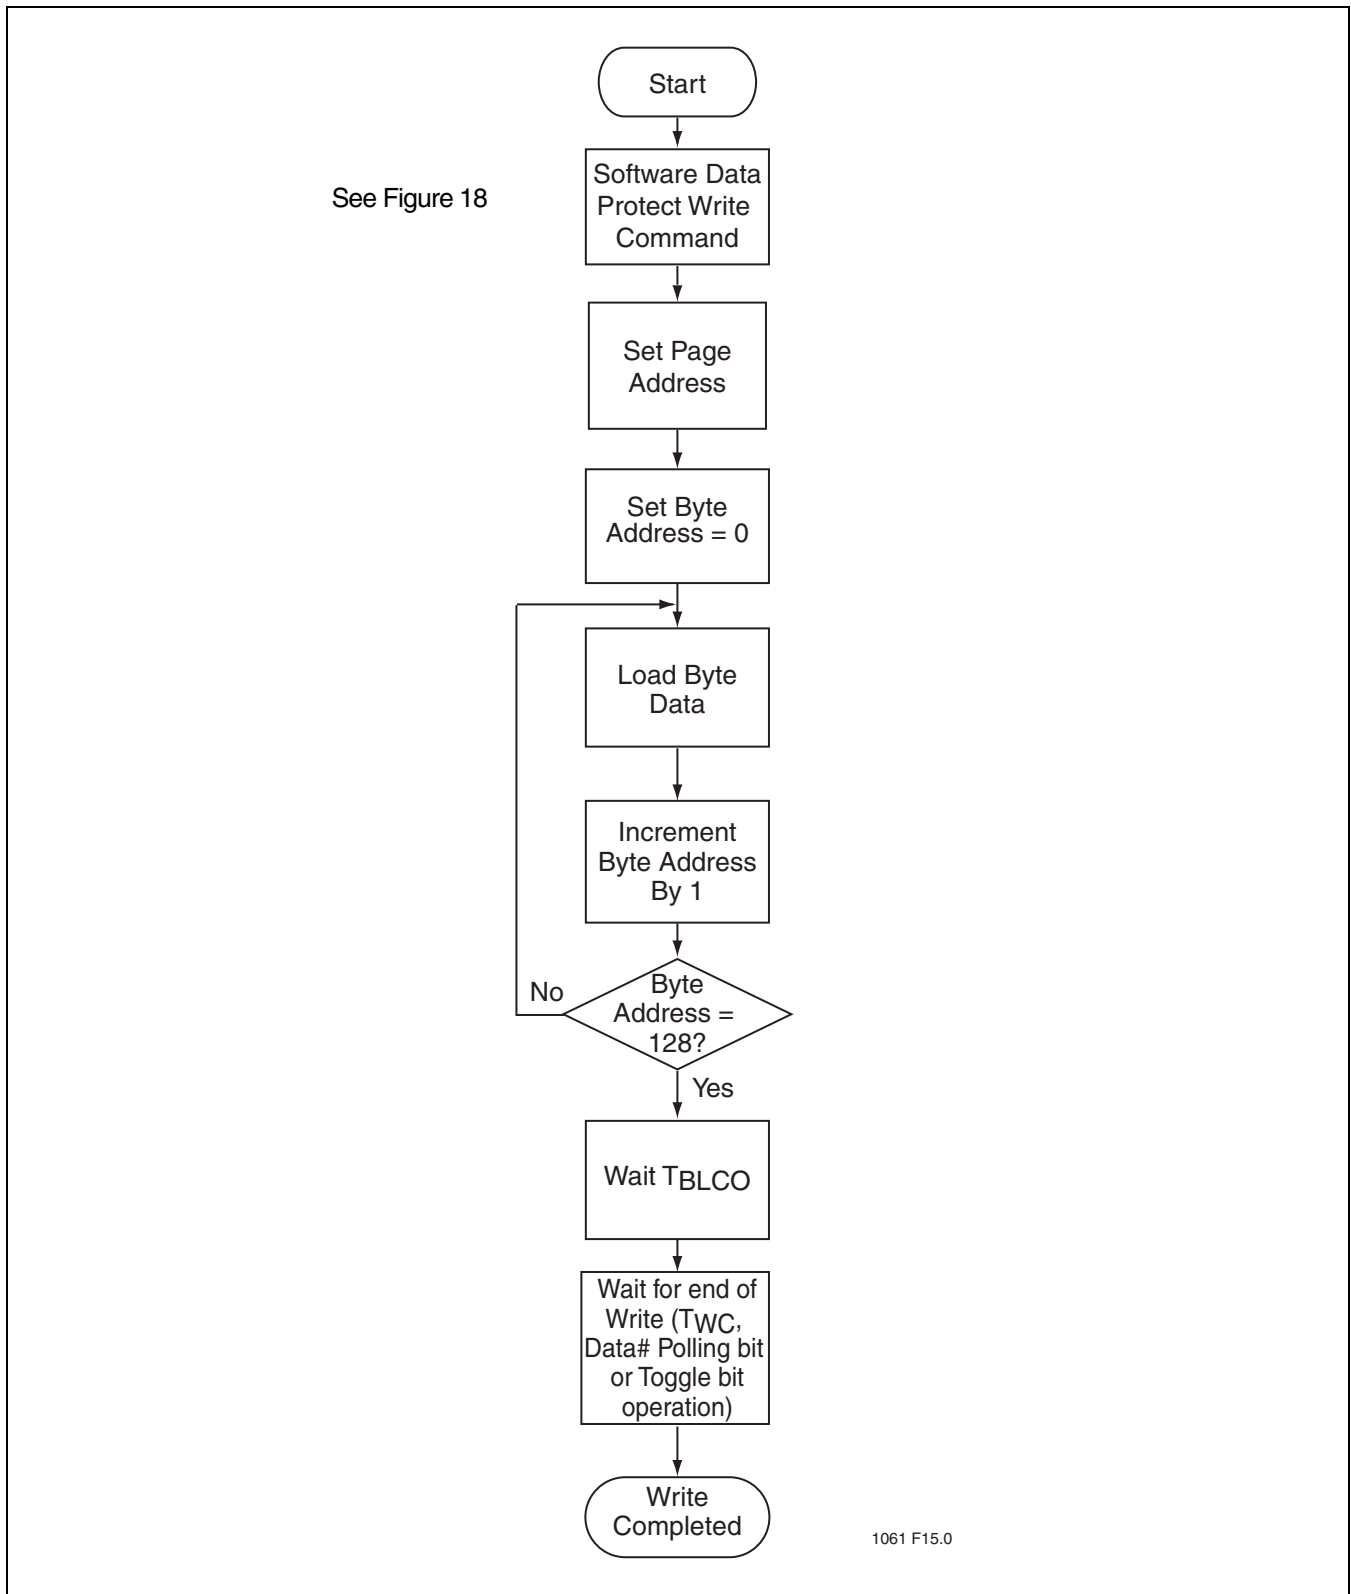 Start
See Figure 18
Software Data
Protect Write
Command
Set Page
Address
Set Byte
Address = 0
Load Byte
Data
Increment
Byte Address
By 1
No
Byte
Address =
128?
Yes
Wait TBLCO
Wait for end of
Write (TWC,
Data# Polling bit
or Toggle bit
operation)
Write
Completed
1061 F15.0